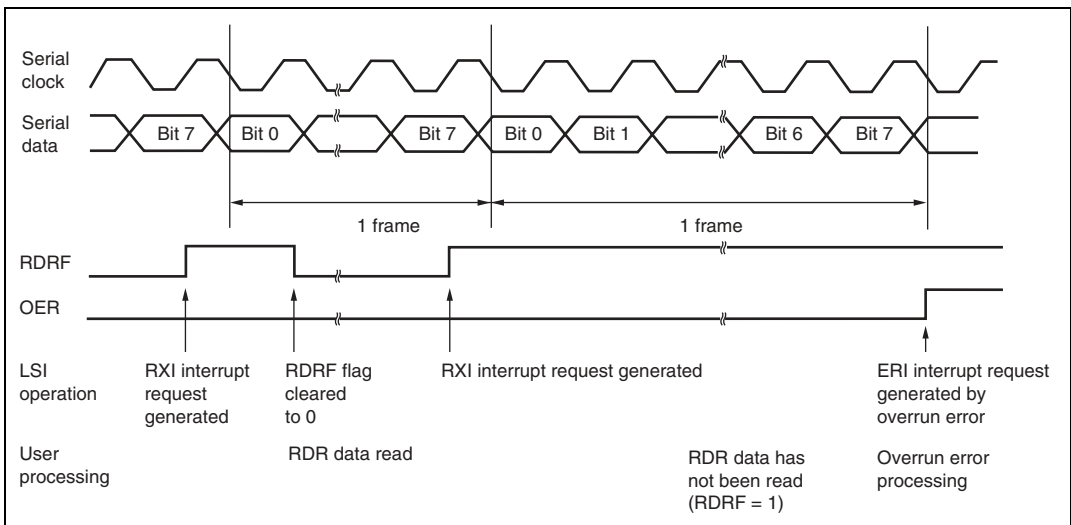 Serial
clock
Serial
data
Bit 7
Bit 0
Bit 7
Bit 0
Bit 1
Bit 6
Bit 7
1 frame
1 frame
RDRF
OER
LSI
operation
RXI interrupt
request
generated
RDRF flag
cleared
to 0
RXI interrupt request generated
ERI interrupt request
generated by
overrun error
User
processing
RDR data read
RDR data has
not been read
(RDRF = 1)
Overrun error
processing